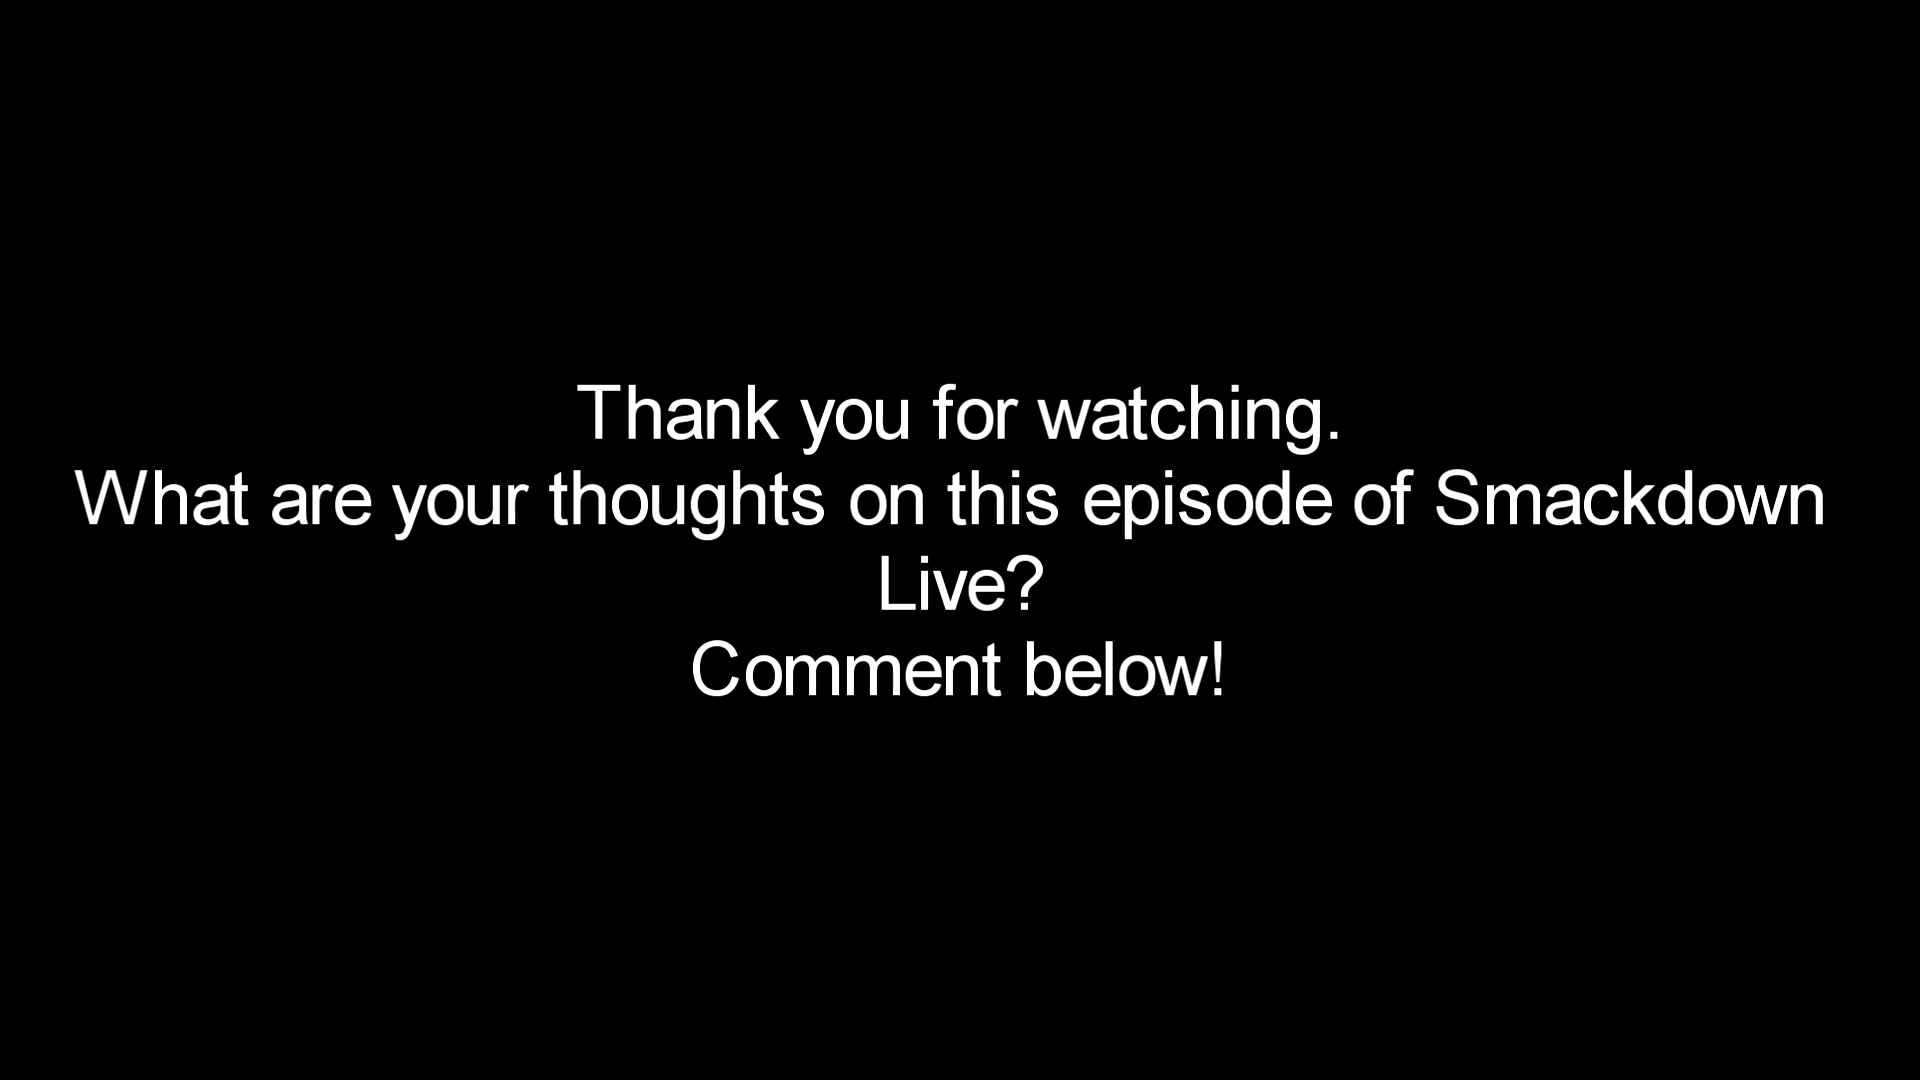 Thank you for watching.
What are your thoughts on this episode of Smackdown
Live?
Comment below!